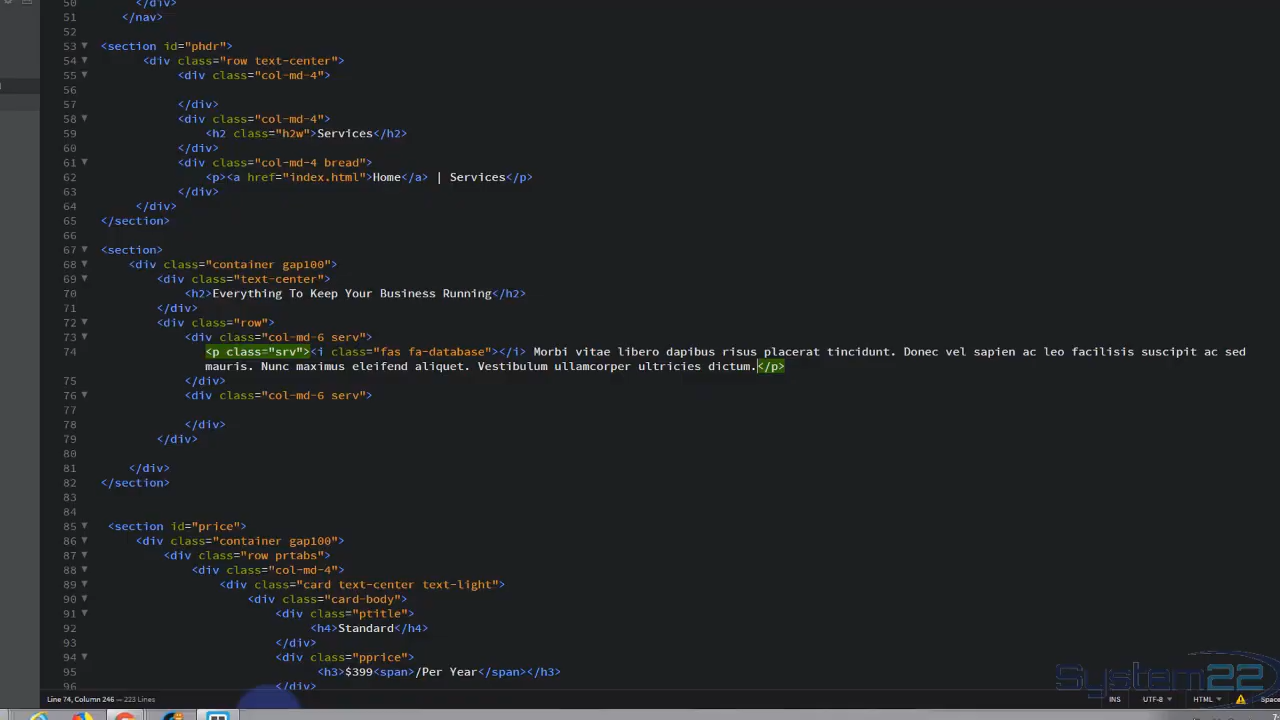 50 </div>
51 </nav>
52
53 <section id="phdr">
54 <div class="row text-center">
55 <div class="col-md-4">
56
57 </div>
58 <div class="col-md-4">
59 <h2 class="h2w">Services</h2>
60 </div>
61 <div class="col-md-4 bread">
62 <p><a href="index.html">Home</a> | Services</p>
63 </div>
64 </div>
65 </section>
66
67 <section>
68 <div class="container gap100">
69 <div class="text-center">
70 <h2>Everything To Keep Your Business Running</h2>
71 </div>
72 <div class="row">
73 <div class="col-md-6 serv">
74 <p class="srv"><i class="fas fa-database"></i> Morbi vitae libero dapibus risus placerat tincidunt. Donec vel sapien ac leo facilisis suscipit ac sed
mauris. Nunc maximus eleifend aliquet. Vestibulum ullamcorper ultricies dictum.</p>
75 </div>
76 <div class="col-md-6 serv">
77
78 </div>
79 </div>
80
81 </div>
82 </section>
83
84
85 <section id="price">
86 <div class="container gap100">
87 <div class="row prtabs">
88 <div class="col-md-4">
89 <div class="card text-center text-light">
90 <div class="card-body">
91 <div class="ptitle">
92 <h4>Standard</h4>
93 </div>
94 <div class="pprice">
95 <h3>$399<span>/Per Year</span></h3>
96 </div>
System22
Line 74, Column 246 — 223 Lines
INS UTF-8 HTML Space